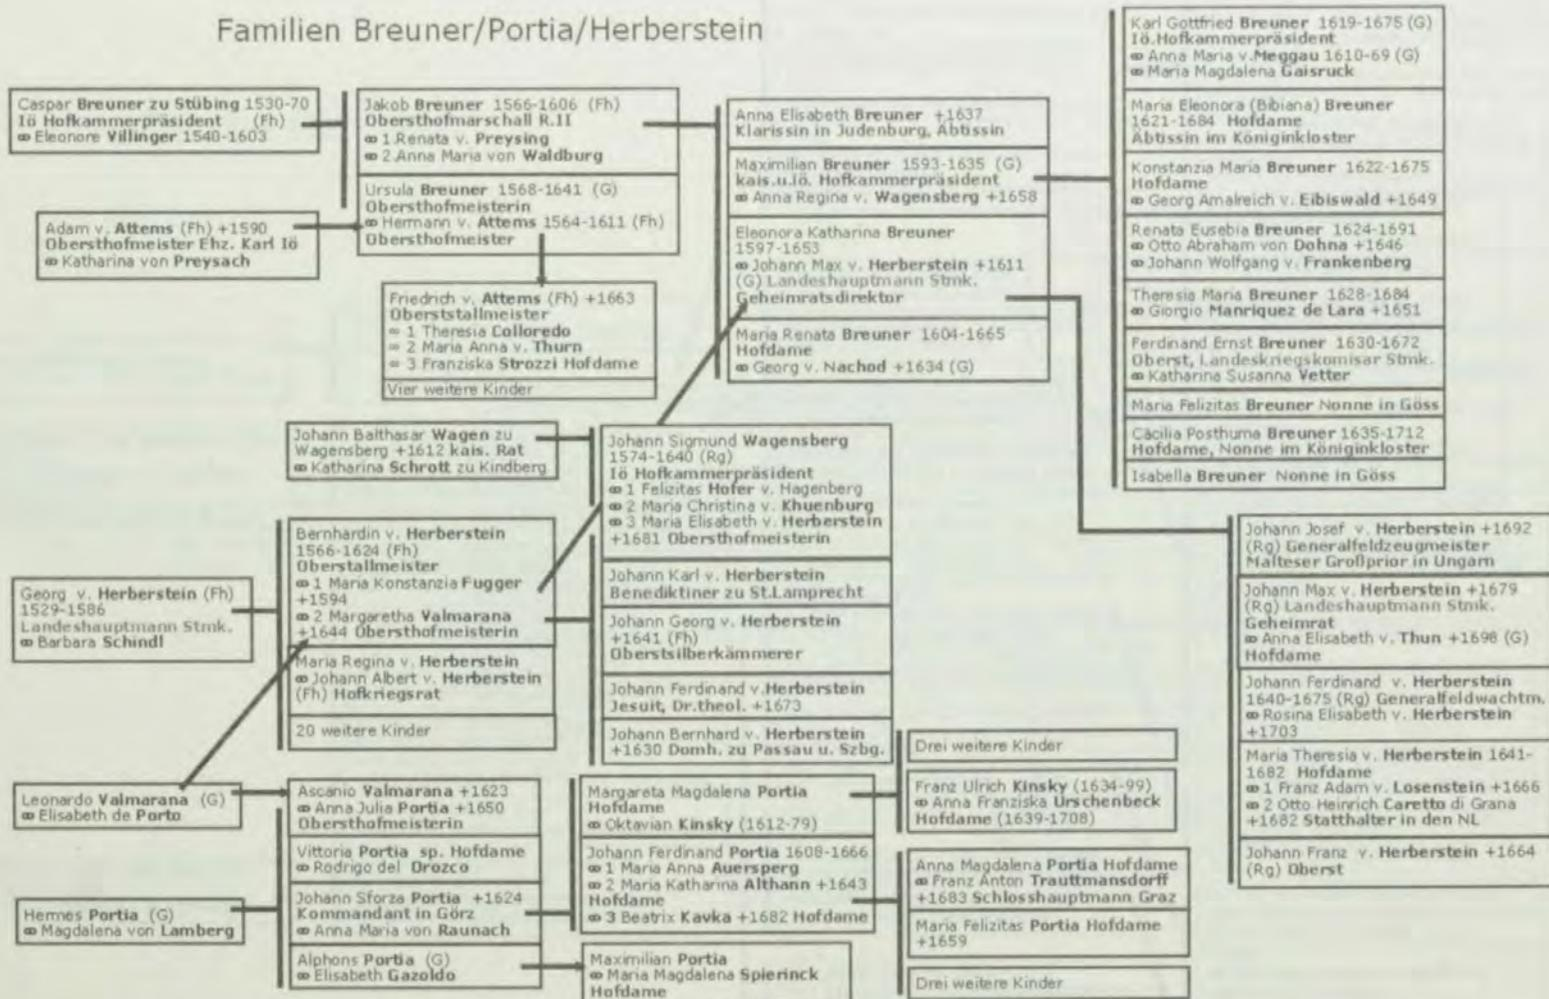 Familien Breuner/Portia/Herberstein
Caspar Breuner zu Stübing 1530-70
Iö Hofkammerpräsident (Fh)
⚭ Eleonore Villinger 1540-1603
Adam v. Attems (Fh) +1590
Obersthofmeister Ehz. Karl Iö
⚭ Katharina von Preysach
Jakob Breuner 1566-1606 (Fh)
Obersthofmarschall R.II
⚭ 1.Renata v. Preysing
⚭ 2.Anna Maria von Waldburg
Ursula Breuner 1568-1641 (G)
Obersthofmeisterin
⚭ Hermann v. Attems 1564-1611 (Fh)
Obersthofmeister
Friedrich v. Attems (Fh) +1663
Oberststallmeister
⚭ 1 Theresia Colloredo
⚭ 2 Maria Anna v. Thurn
⚭ 3 Franziska Strozzi Hofdame
Vier weitere Kinder
Anna Elisabeth Breuner +1637
Klarissin in Judenburg, Äbtissin
Maximilian Breuner 1593-1635 (G)
kais.u.iö. Hofkammerpräsident
⚭ Anna Regina v. Wagensberg +1658
Eleonora Katharina Breuner
1597-1653
⚭ Johann Max v. Herberstein +1611
(G) Landeshauptmann Stmk.
Geheimratsdirektor
Maria Renata Breuner 1604-1665
Hofdame
⚭ Georg v. Nachod +1634 (G)
Karl Gottfried Breuner 1619-1675 (G)
Iö.Hofkammerpräsident
⚭ Anna Maria v.Meggau 1610-69 (G)
⚭ Maria Magdalena Gaisruck
Maria Eleonora (Bibiana) Breuner
1621-1684 Hofdame
Äbtissin im Königinkloster
Konstanzia Maria Breuner 1622-1675
Hofdame
⚭ Georg Amalreich v. Eibiswald +1649
Renata Eusebia Breuner 1624-1691
⚭ Otto Abraham von Dohna +1646
⚭ Johann Wolfgang v. Frankenberg
Theresia Maria Breuner 1628-1684
⚭ Giorgio Manriquez de Lara +1651
Ferdinand Ernst Breuner 1630-1672
Oberst, Landeskriegskomisar Stmk.
⚭ Katharina Susanna Vetter
Maria Felizitas Breuner Nonne in Göss
Cäcilia Posthuma Breuner 1635-1712
Hofdame, Nonne im Königinkloster
Isabella Breuner Nonne in Göss
Johann Balthasar Wagen zu
Wagensberg +1612 kais. Rat
⚭ Katharina Schrott zu Kindberg
Johann Sigmund Wagensberg
1574-1640 (Rg)
Iö Hofkammerpräsident
⚭ 1 Felizitas Hofer v. Hagenberg
⚭ 2 Maria Christina v. Khuenburg
⚭ 3 Maria Elisabeth v. Herberstein
+1681 Obersthofmeisterin
Johann Karl v. Herberstein
Benediktiner zu St.Lamprecht
Johann Georg v. Herberstein
+1641 (Fh)
Oberstsilberkämmerer
Johann Ferdinand v.Herberstein
Jesuit, Dr.theol. +1673
Johann Bernhard v. Herberstein
+1630 Domh. zu Passau u. Szbg.
Georg v. Herberstein (Fh)
1529-1586
Landeshauptmann Stmk.
⚭ Barbara Schindl
Bernhardin v. Herberstein
1566-1624 (Fh)
Oberstallmeister
⚭ 1 Maria Konstanzia Fugger
+1594
⚭ 2 Margaretha Valmarana
+1644 Obersthofmeisterin
Maria Regina v. Herberstein
⚭ Johann Albert v. Herberstein
(Fh) Hofkriegsrat
20 weitere Kinder
Johann Josef v. Herberstein +1692
(Rg) Generalfeldzeugmeister
Malteser Großprior in Ungarn
Johann Max v. Herberstein +1679
(Rg) Landeshauptmann Stmk.
Geheimrat
⚭ Anna Elisabeth v. Thun +1698 (G)
Hofdame
Johann Ferdinand v. Herberstein
1640-1675 (Rg) Generalfeldwachtm.
⚭ Rosina Elisabeth v. Herberstein
+1703
Maria Theresia v. Herberstein 1641-
1682 Hofdame
⚭ 1 Franz Adam v. Losenstein +1666
⚭ 2 Otto Heinrich Caretto di Grana
+1682 Statthalter in den NL
Johann Franz v. Herberstein +1664
(Rg) Oberst
Leonardo Valmarana (G)
⚭ Elisabeth de Porto
Hermes Portia (G)
⚭ Magdalena von Lamberg
Ascanio Valmarana +1623
⚭ Anna Julia Portia +1650
Obersthofmeisterin
Vittoria Portia sp. Hofdame
⚭ Rodrigo del Orozco
Johann Sforza Portia +1624
Kommandant in Görz
⚭ Anna Maria von Raunach
Alphons Portia (G)
⚭ Elisabeth Gazoldo
Margareta Magdalena Portia
Hofdame
⚭ Oktavian Kinsky (1612-79)
Johann Ferdinand Portia 1608-1666
⚭ 1 Maria Anna Auersperg
⚭ 2 Maria Katharina Althann +1643
Hofdame
⚭ 3 Beatrix Kavka +1682 Hofdame
Maximilian Portia
⚭ Maria Magdalena Spierinck
Hofdame
Drei weitere Kinder
Franz Ulrich Kinsky (1634-99)
⚭ Anna Franziska Urschenbeck
Hofdame (1639-1708)
Anna Magdalena Portia Hofdame
⚭ Franz Anton Trauttmansdorff
+1683 Schlosshauptmann Graz
Maria Felizitas Portia Hofdame
+1659
Drei weitere Kinder